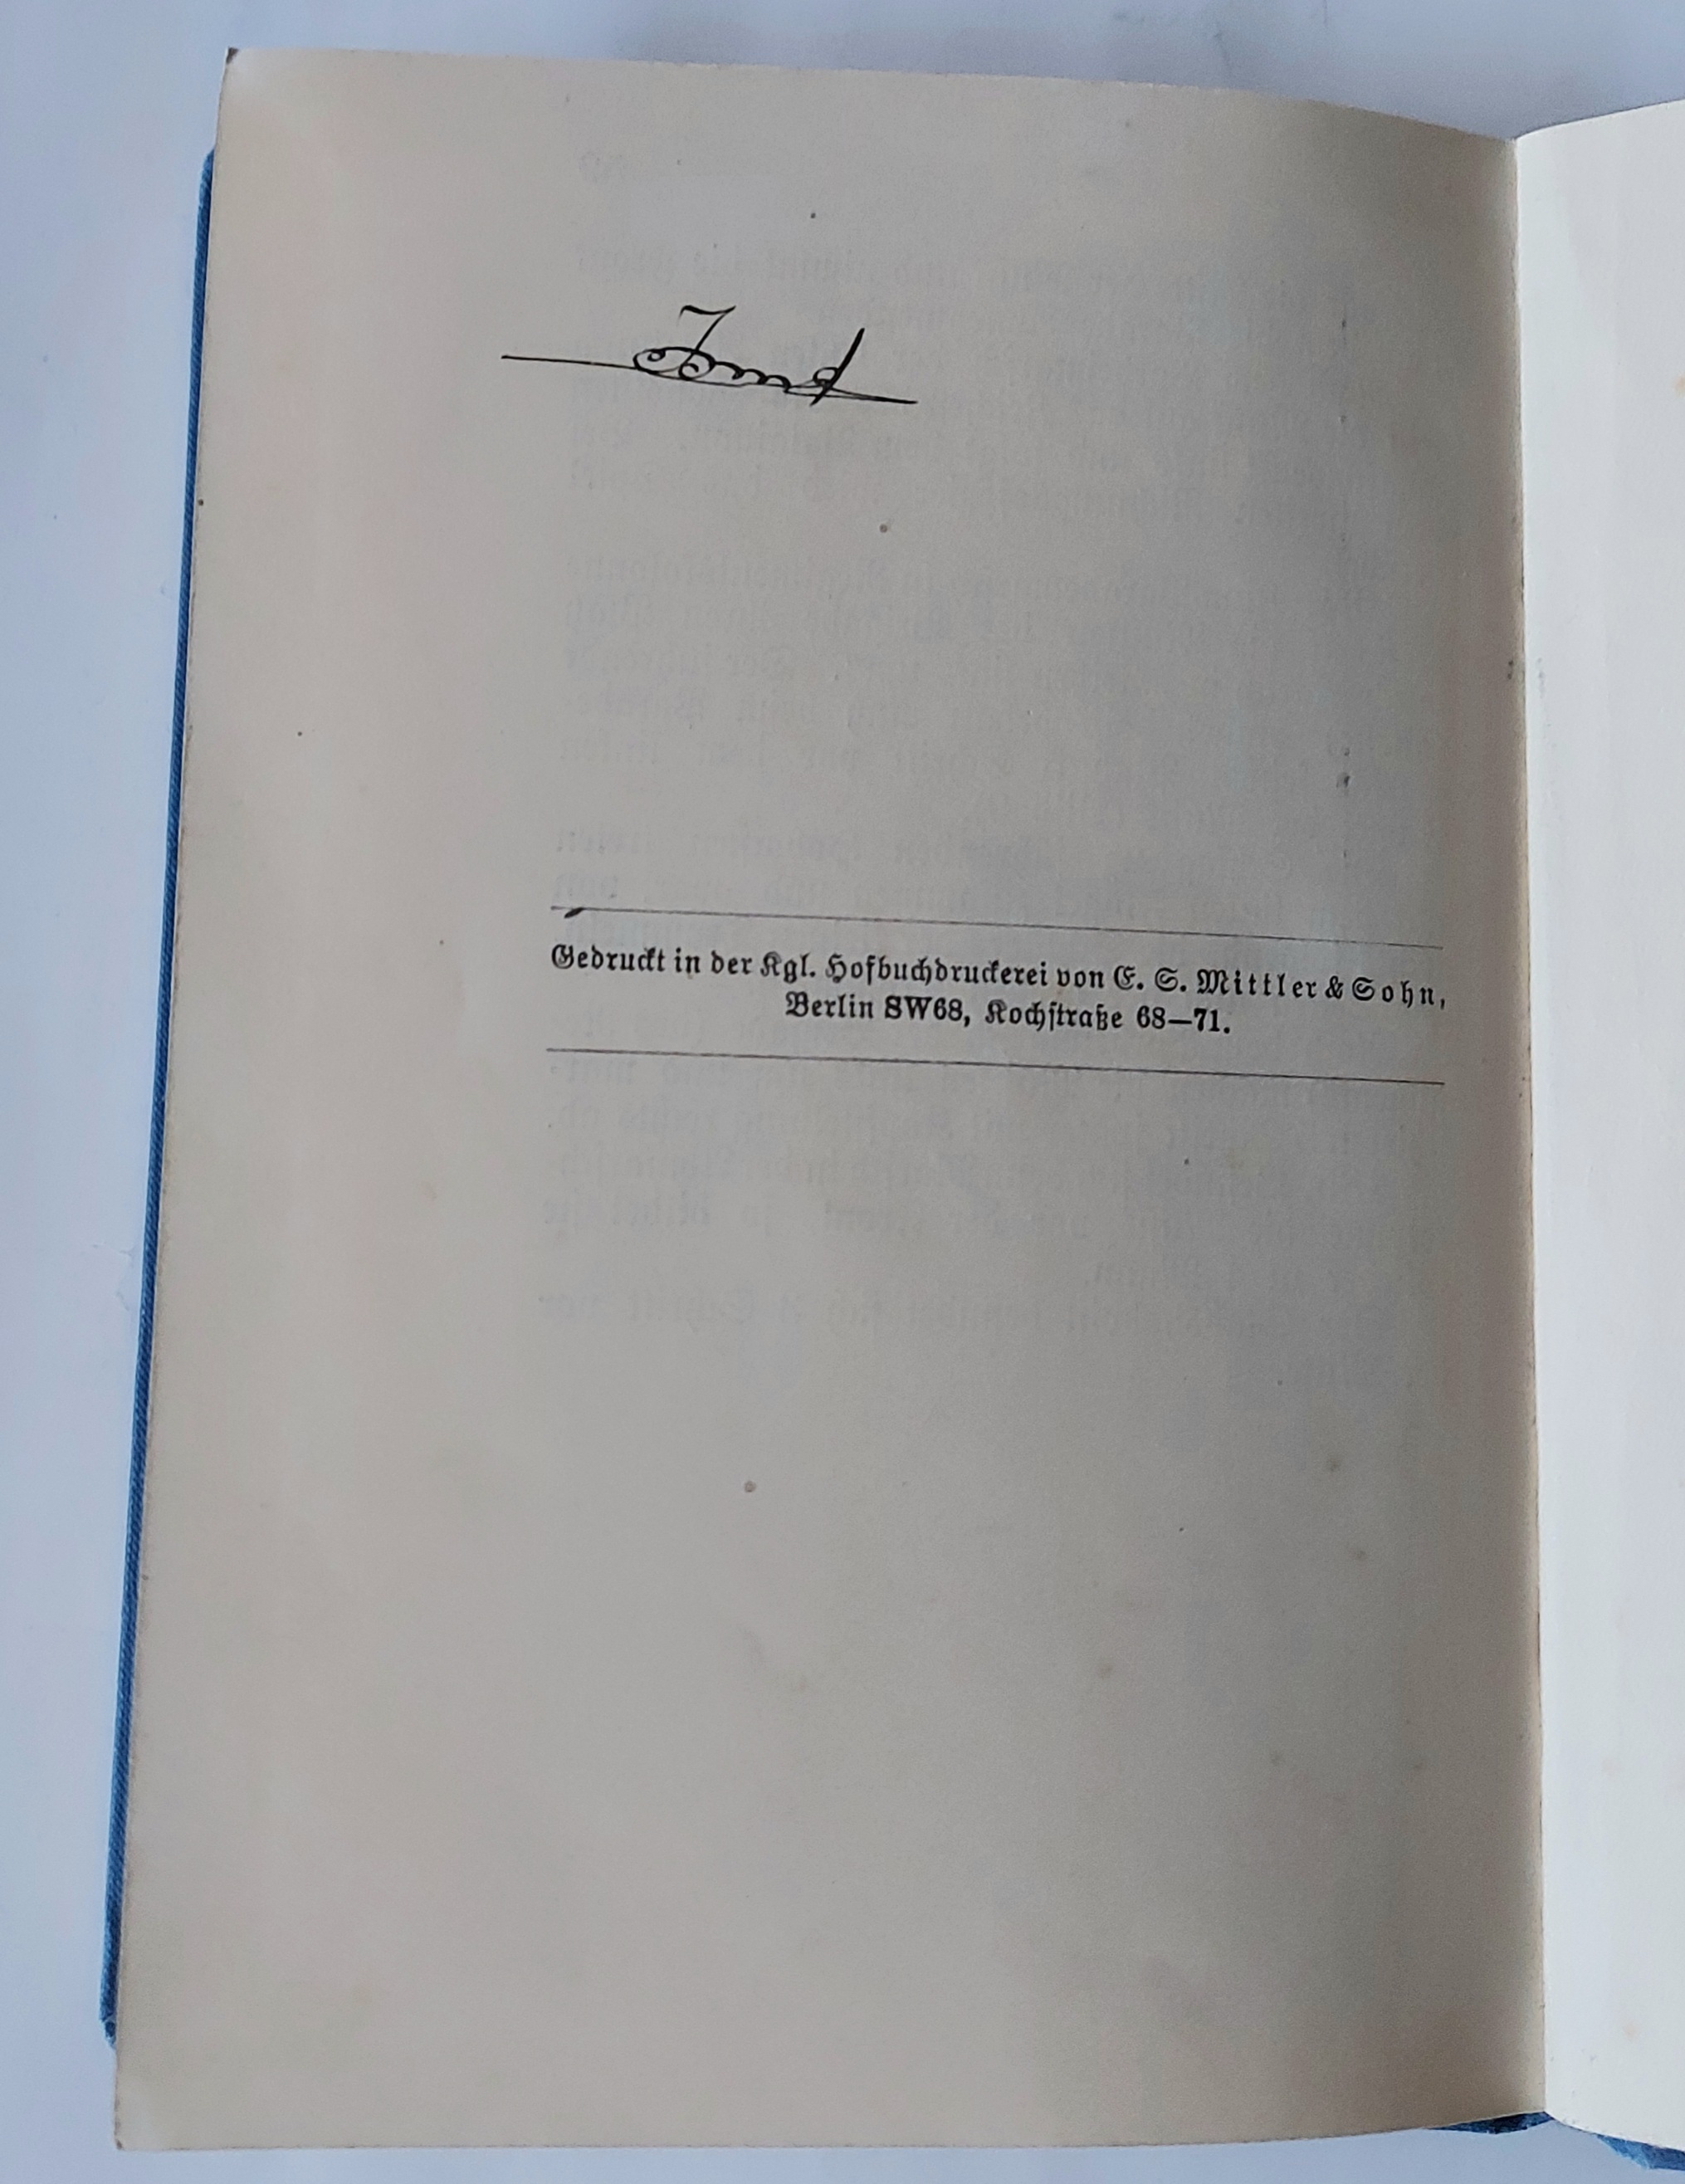 Gedruckt in der Kgl. Hofbuchdruckerei von E. S. Mittler & Sohn,
Berlin SW68, Kochstraße 68—71.